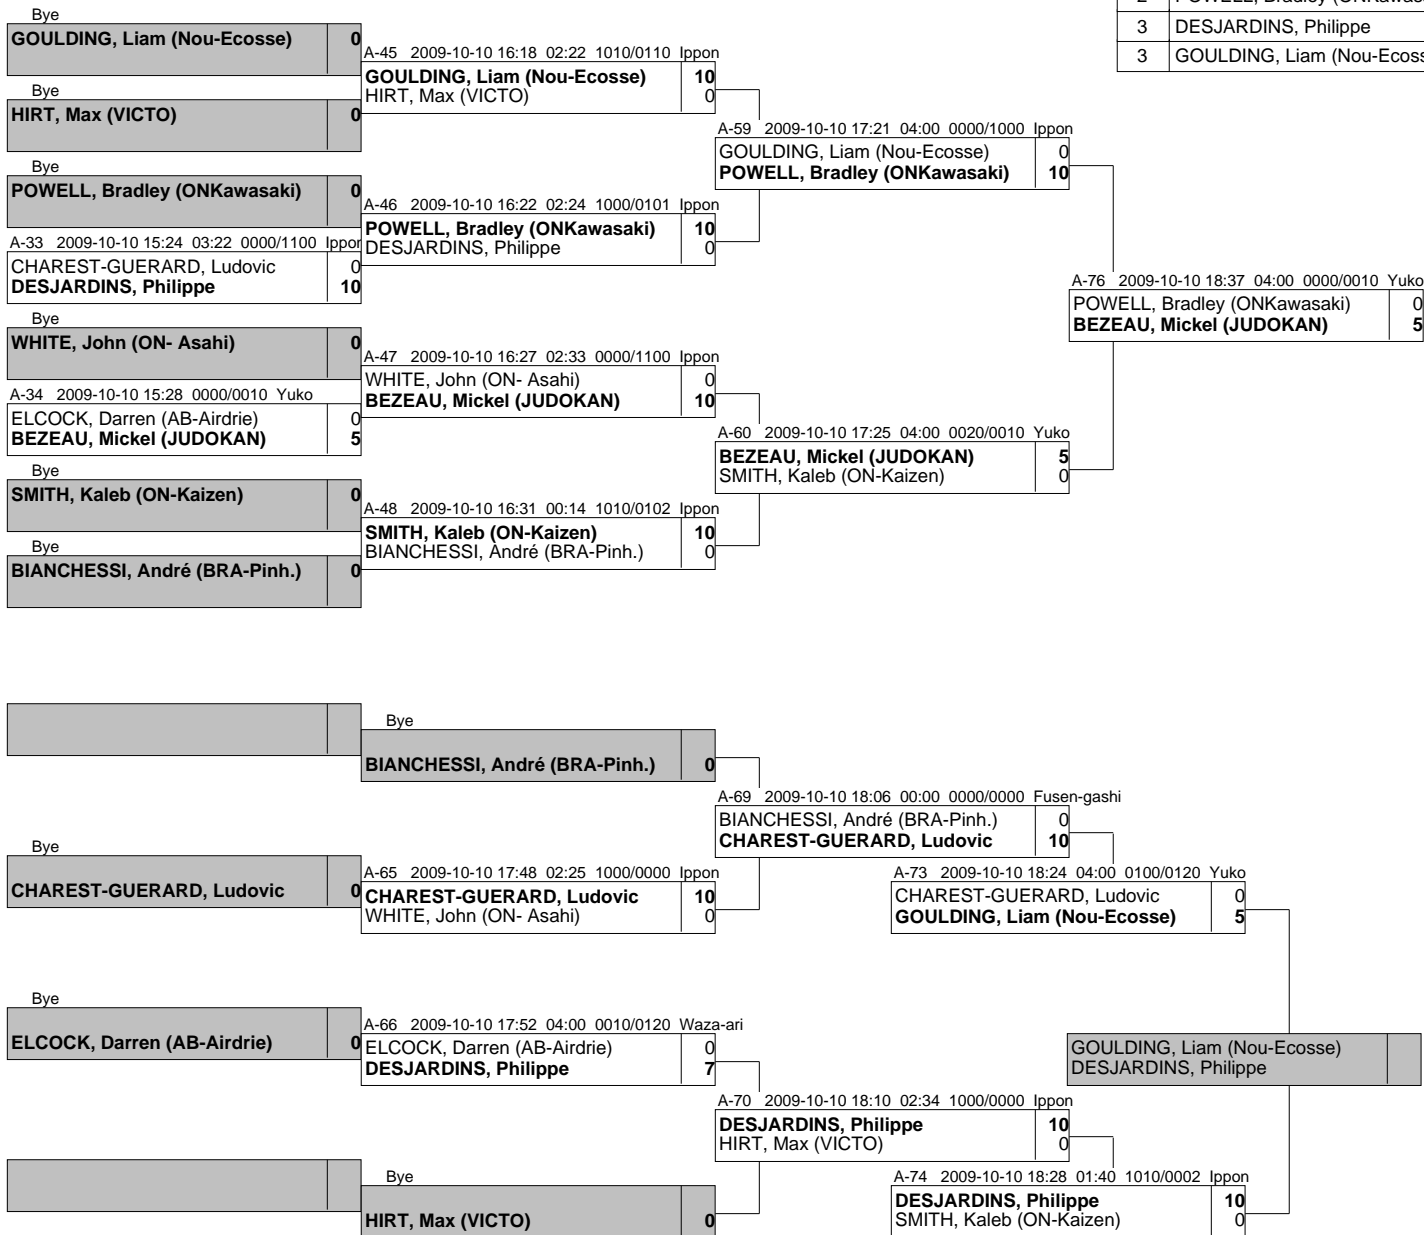 2 POWELL, Bradley
3 DESJARDINS, Philippe
3 GOULDING, Liam
Bye
GOULDING, Liam (Nou-Ecosse) 0
Bye
HIRT, Max (VICTO) 0
Bye
POWELL, Bradley (ONKawasaki) 0
A-33 2009-10-10 15:24 03:22 0000/1100 Ippon
CHAREST-GUERARD, Ludovic 0
DESJARDINS, Philippe 10
Bye
WHITE, John (ON- Asahi) 0
A-34 2009-10-10 15:28 0000/0010 Yuko
ELCOCK, Darren (AB-Airdrie) 0
BEZEAU, Mickel (JUDOKAN) 5
Bye
SMITH, Kaleb (ON-Kaizen) 0
Bye
BIANCHESSI, André (BRA-Pinh.) 0
A-45 2009-10-10 16:18 02:22 1010/0110 Ippon
GOULDING, Liam (Nou-Ecosse) 10
HIRT, Max (VICTO) 0
A-46 2009-10-10 16:22 02:24 1000/0101 Ippon
POWELL, Bradley (ONKawasaki) 10
DESJARDINS, Philippe 0
A-47 2009-10-10 16:27 02:33 0000/1100 Ippon
WHITE, John (ON- Asahi) 0
BEZEAU, Mickel (JUDOKAN) 10
A-48 2009-10-10 16:31 00:14 1010/0102 Ippon
SMITH, Kaleb (ON-Kaizen) 10
BIANCHESSI, André (BRA-Pinh.) 0
A-59 2009-10-10 17:21 04:00 0000/1000 Ippon
GOULDING, Liam (Nou-Ecosse) 0
POWELL, Bradley (ONKawasaki) 10
A-60 2009-10-10 17:25 04:00 0020/0010 Yuko
BEZEAU, Mickel (JUDOKAN) 5
SMITH, Kaleb (ON-Kaizen) 0
A-76 2009-10-10 18:37 04:00 0000/0010 Yuko
POWELL, Bradley (ONKawasaki) 0
BEZEAU, Mickel (JUDOKAN) 5
Bye
BIANCHESSI, André (BRA-Pinh.) 0
Bye
CHAREST-GUERARD, Ludovic 0
A-65 2009-10-10 17:48 02:25 1000/0000 Ippon
CHAREST-GUERARD, Ludovic 10
WHITE, John (ON- Asahi) 0
A-69 2009-10-10 18:06 00:00 0000/0000 Fusen-gashi
BIANCHESSI, André (BRA-Pinh.) 0
CHAREST-GUERARD, Ludovic 10
A-73 2009-10-10 18:24 04:00 0100/0120 Yuko
CHAREST-GUERARD, Ludovic 0
GOULDING, Liam (Nou-Ecosse) 5
Bye
ELCOCK, Darren (AB-Airdrie) 0
A-66 2009-10-10 17:52 04:00 0010/0120 Waza-ari
ELCOCK, Darren (AB-Airdrie) 0
DESJARDINS, Philippe 7
Bye
HIRT, Max (VICTO) 0
A-70 2009-10-10 18:10 02:34 1000/0000 Ippon
DESJARDINS, Philippe 10
HIRT, Max (VICTO) 0
A-74 2009-10-10 18:28 01:40 1010/0002 Ippon
DESJARDINS, Philippe 10
SMITH, Kaleb (ON-Kaizen) 0
GOULDING, Liam (Nou-Ecosse)
DESJARDINS, Philippe